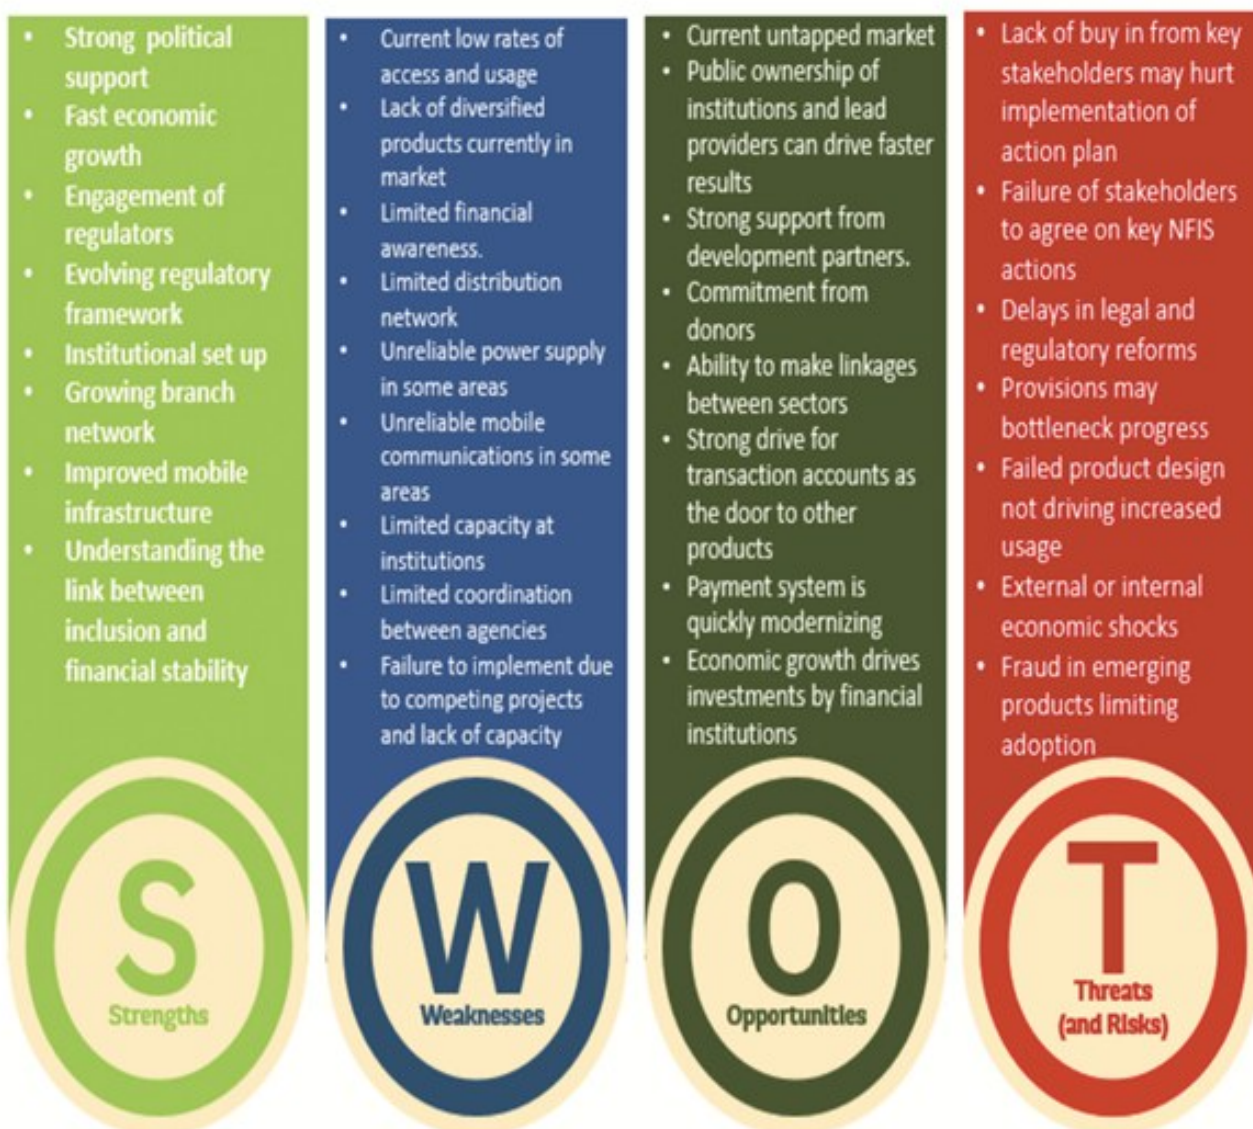 • Strong political
support
• Fast economic
growth
• Engagement of
regulators
• Evolving regulatory
framework
• Institutional set up
• Growing branch
network
• Improved mobile
infrastructure
• Understanding the
link between
inclusion and
financial stability
S
Strengths
• Current low rates of
access and usage
• Lack of diversified
products currently in
market
• Limited financial
awareness.
• Limited distribution
network
• Unreliable power supply
in some areas
• Unreliable mobile
communications in some
areas
• Limited capacity at
institutions
• Limited coordination
between agencies
• Failure to implement due
to competing projects
and lack of capacity
W
Weaknesses
• Current untapped market
• Public ownership of
institutions and lead
providers can drive faster
results
• Strong support from
development partners.
• Commitment from
donors
• Ability to make linkages
between sectors
• Strong drive for
transaction accounts as
the door to other
products
• Payment system is
quickly modernizing
• Economic growth drives
investments by financial
institutions
O
Opportunities
• Lack of buy in from key
stakeholders may hurt
implementation of
action plan
• Failure of stakeholders
to agree on key NFIS
actions
• Delays in legal and
regulatory reforms
• Provisions may
bottleneck progress
• Failed product design
not driving increased
usage
• External or internal
economic shocks
• Fraud in emerging
products limiting
adoption
T
Threats
(and Risks)